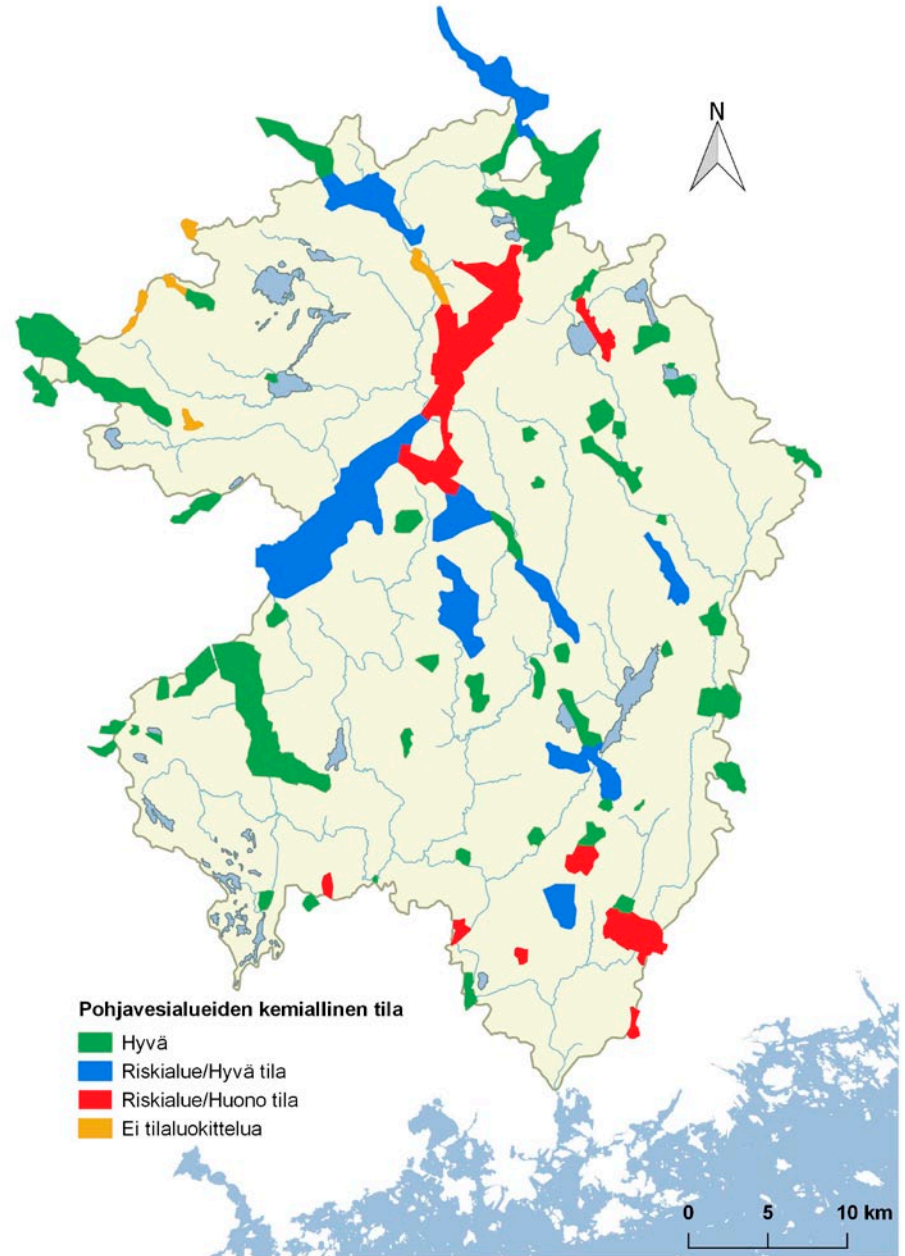 N
Pohjavesialueiden kemiallinen tila
Hyvä
Riskialue/Hyvä tila
Riskialue/Huono tila
Ei tilaluokittelua
0 5 10 km